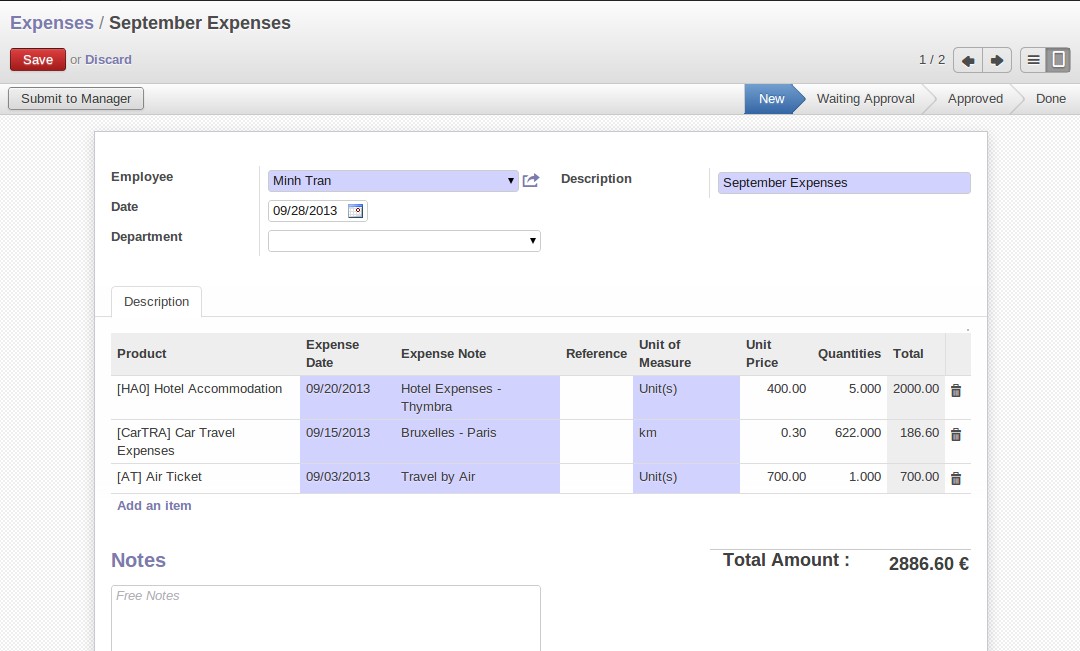 Expenses / September Expenses
Save or Discard 1 / 2
Submit to Manager New Waiting Approval Approved Done
Employee Minh Tran Description September Expenses
Date 09/28/2013
Department
Description
Product Expense Date Expense Note Reference Unit of Measure Unit Price Quantities Total
[HA0] Hotel Accommodation 09/20/2013 Hotel Expenses - Thymbra Unit(s) 400.00 5.000 2000.00
[CarTRA] Car Travel Expenses 09/15/2013 Bruxelles - Paris km 0.30 622.000 186.60
[AT] Air Ticket 09/03/2013 Travel by Air Unit(s) 700.00 1.000 700.00
Add an item
Notes Total Amount : 2886.60 €
Free Notes